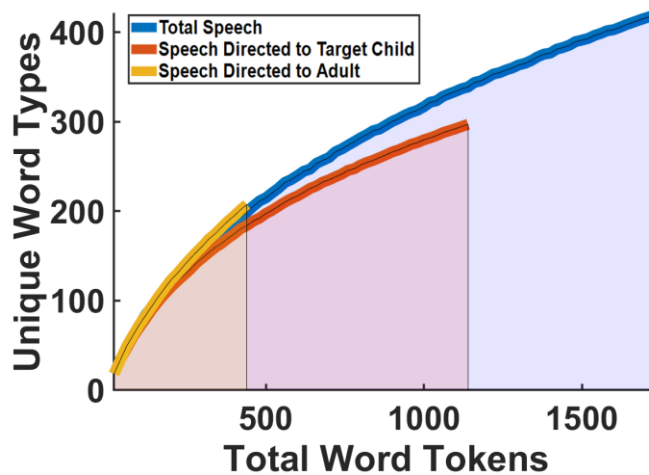 Total Speech
Speech Directed to Target Child
Speech Directed to Adult
Unique Word Types
400
300
200
100
0
500 1000 1500
Total Word Tokens